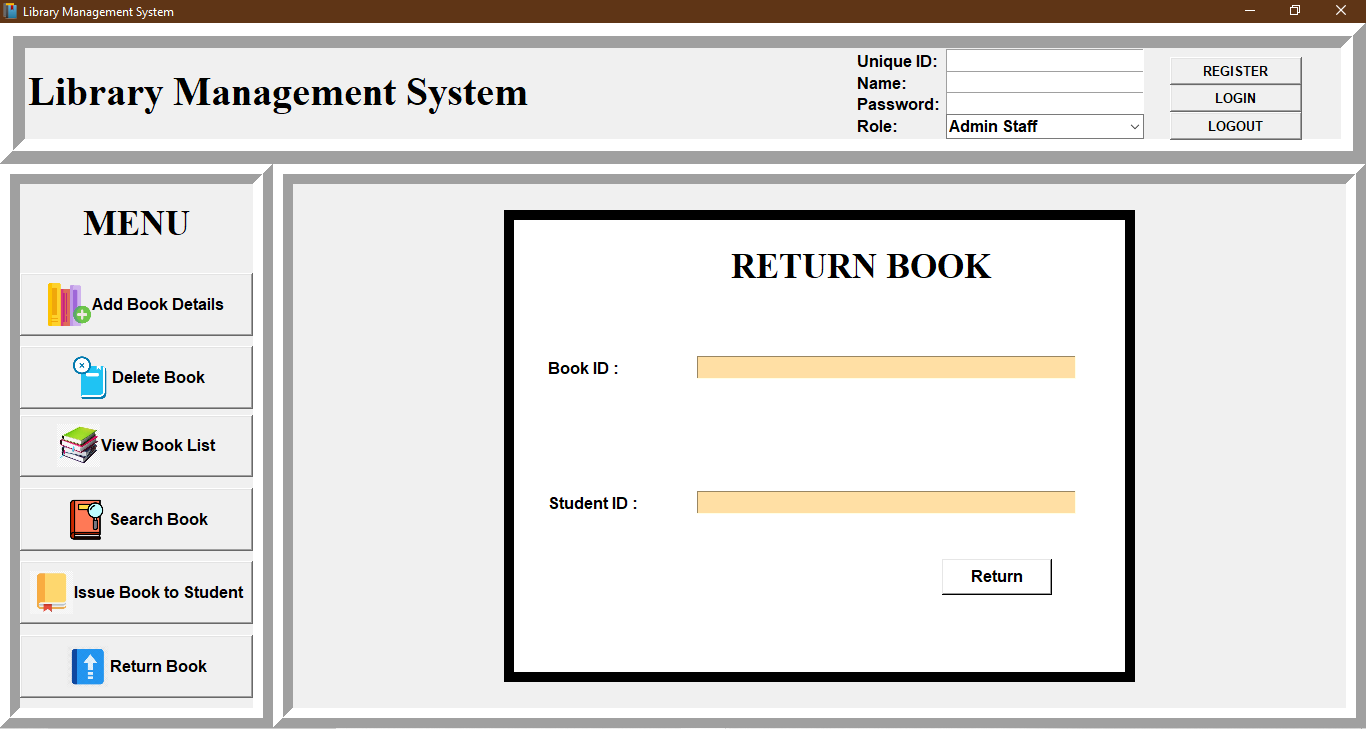 Library Management System
Library Management System
Unique ID:
Name:
Password:
Role:
Admin Staff
REGISTER
LOGIN
LOGOUT
MENU
Add Book Details
Delete Book
View Book List
Search Book
Issue Book to Student
Return Book
RETURN BOOK
Book ID :
Student ID :
Return